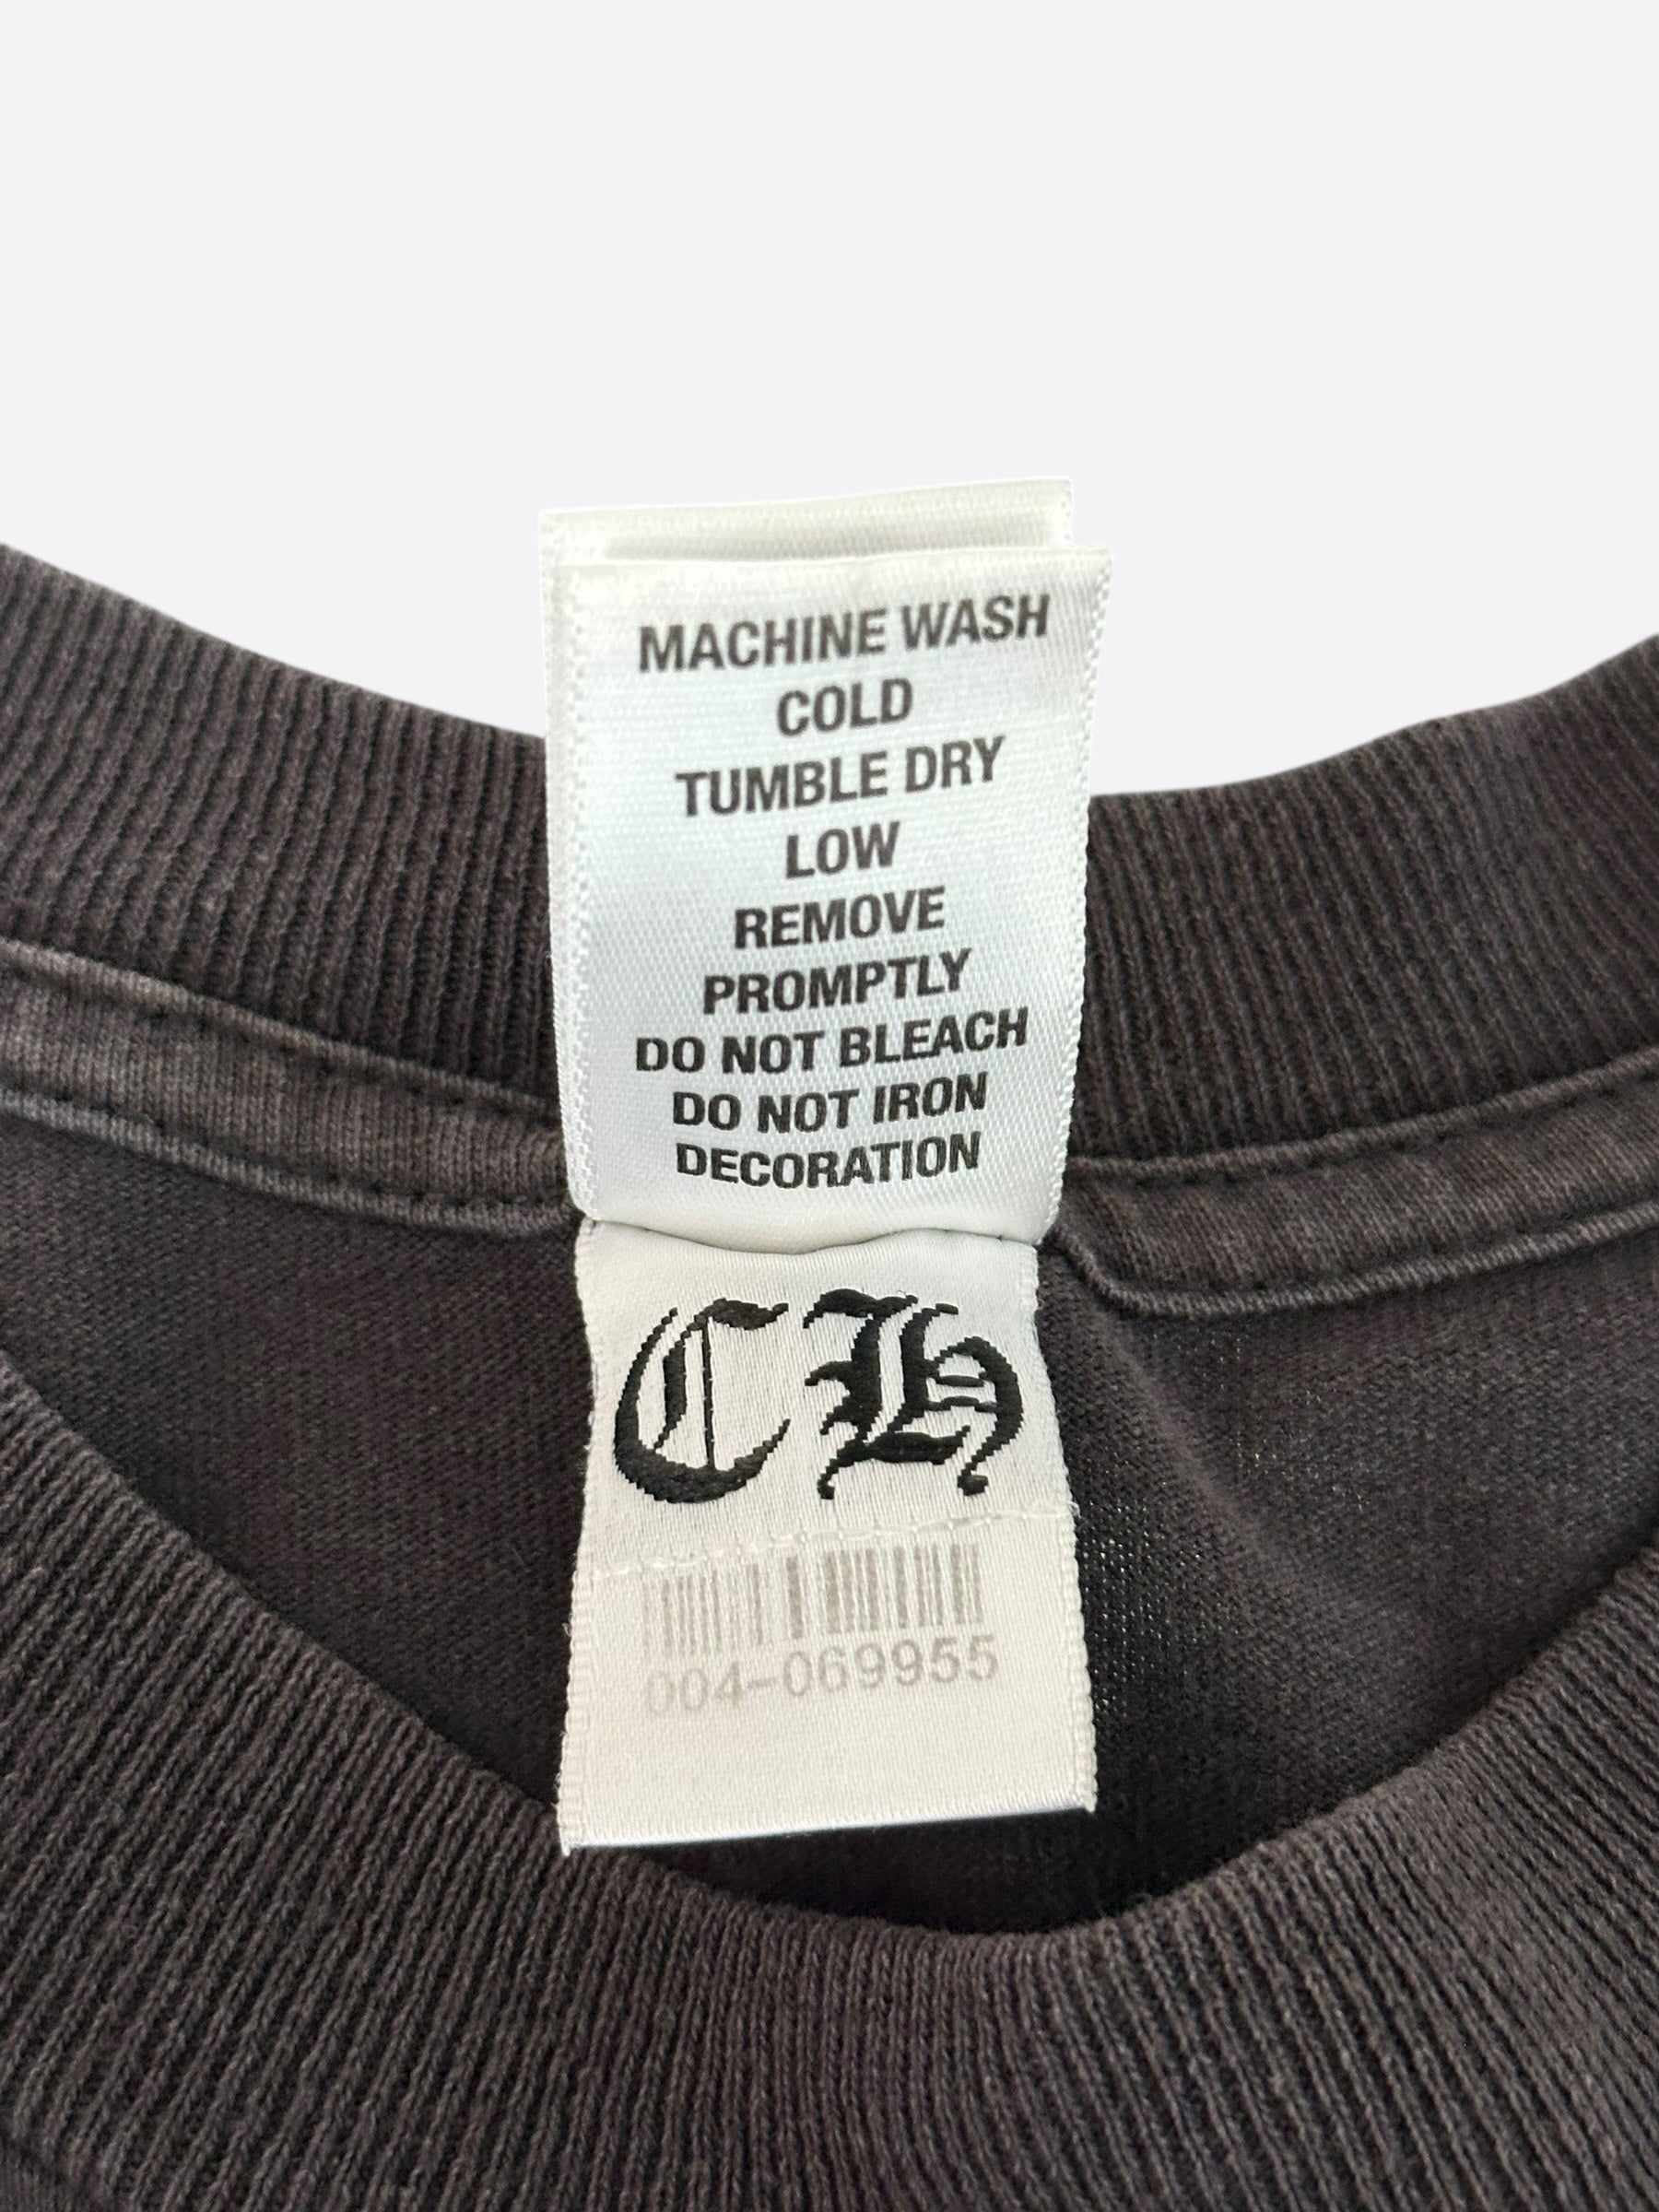 MACHINE WASH
COLD
TUMBLE DRY
LOW
REMOVE
PROMPTLY
DO NOT BLEACH
DO NOT IRON
DECORATION
CH
004-069955